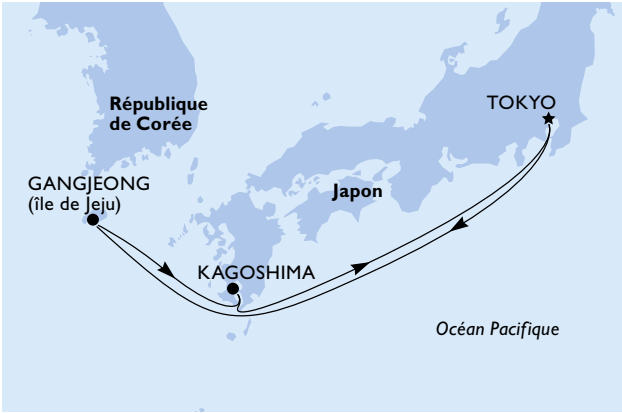 TOKYO
République
de Corée
GANGJEONG
(île de Jeju)
Japon
KAGOSHIMA
Océan Pacifique